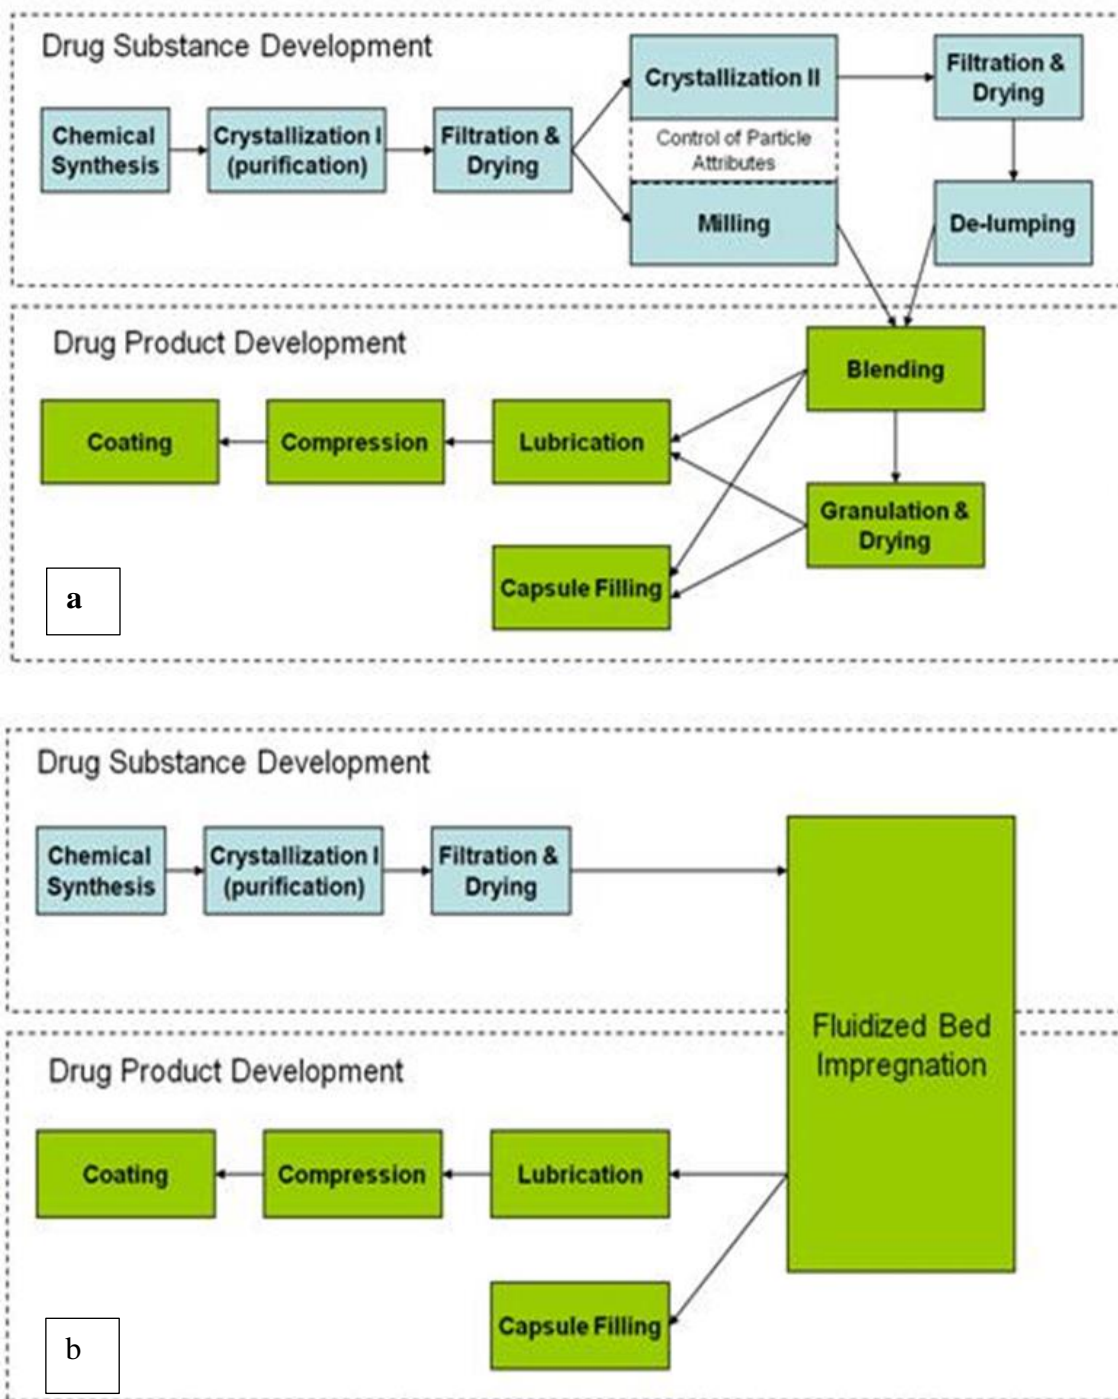 Drug Substance Development
Chemical
Synthesis
Crystallization I
(purification)
Filtration &
Drying
Crystallization II
Control of Particle
Attributes
Milling
Filtration &
Drying
De-lumping
Drug Product Development
Blending
Coating
Compression
Lubrication
Granulation &
Drying
Capsule Filling
a
Drug Substance Development
Chemical
Synthesis
Crystallization I
(purification)
Filtration &
Drying
Fluidized Bed
Impregnation
Drug Product Development
Coating
Compression
Lubrication
Capsule Filling
b